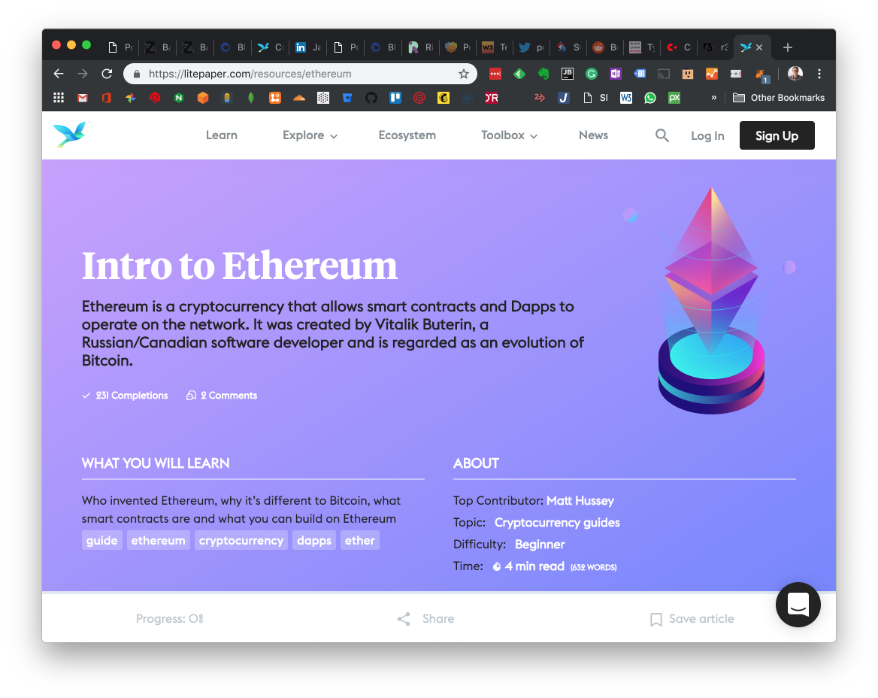 https://litepaper.com/resources/ethereum
Other Bookmarks
Learn
Explore
Ecosystem
Toolbox
News
Log In
Sign Up
Intro to Ethereum
Ethereum is a cryptocurrency that allows smart contracts and Dapps to
operate on the network. It was created by Vitalik Buterin, a
Russian/Canadian software developer and is regarded as an evolution of
Bitcoin.
231 Completions
2 Comments
WHAT YOU WILL LEARN
Who invented Ethereum, why it's different to Bitcoin, what
smart contracts are and what you can build on Ethereum
guide ethereum cryptocurrency dapps ether
ABOUT
Top Contributor: Matt Hussey
Topic: Cryptocurrency guides
Difficulty: Beginner
Time: 4 min read (632 WORDS)
Progress: 0%
Share
Save article